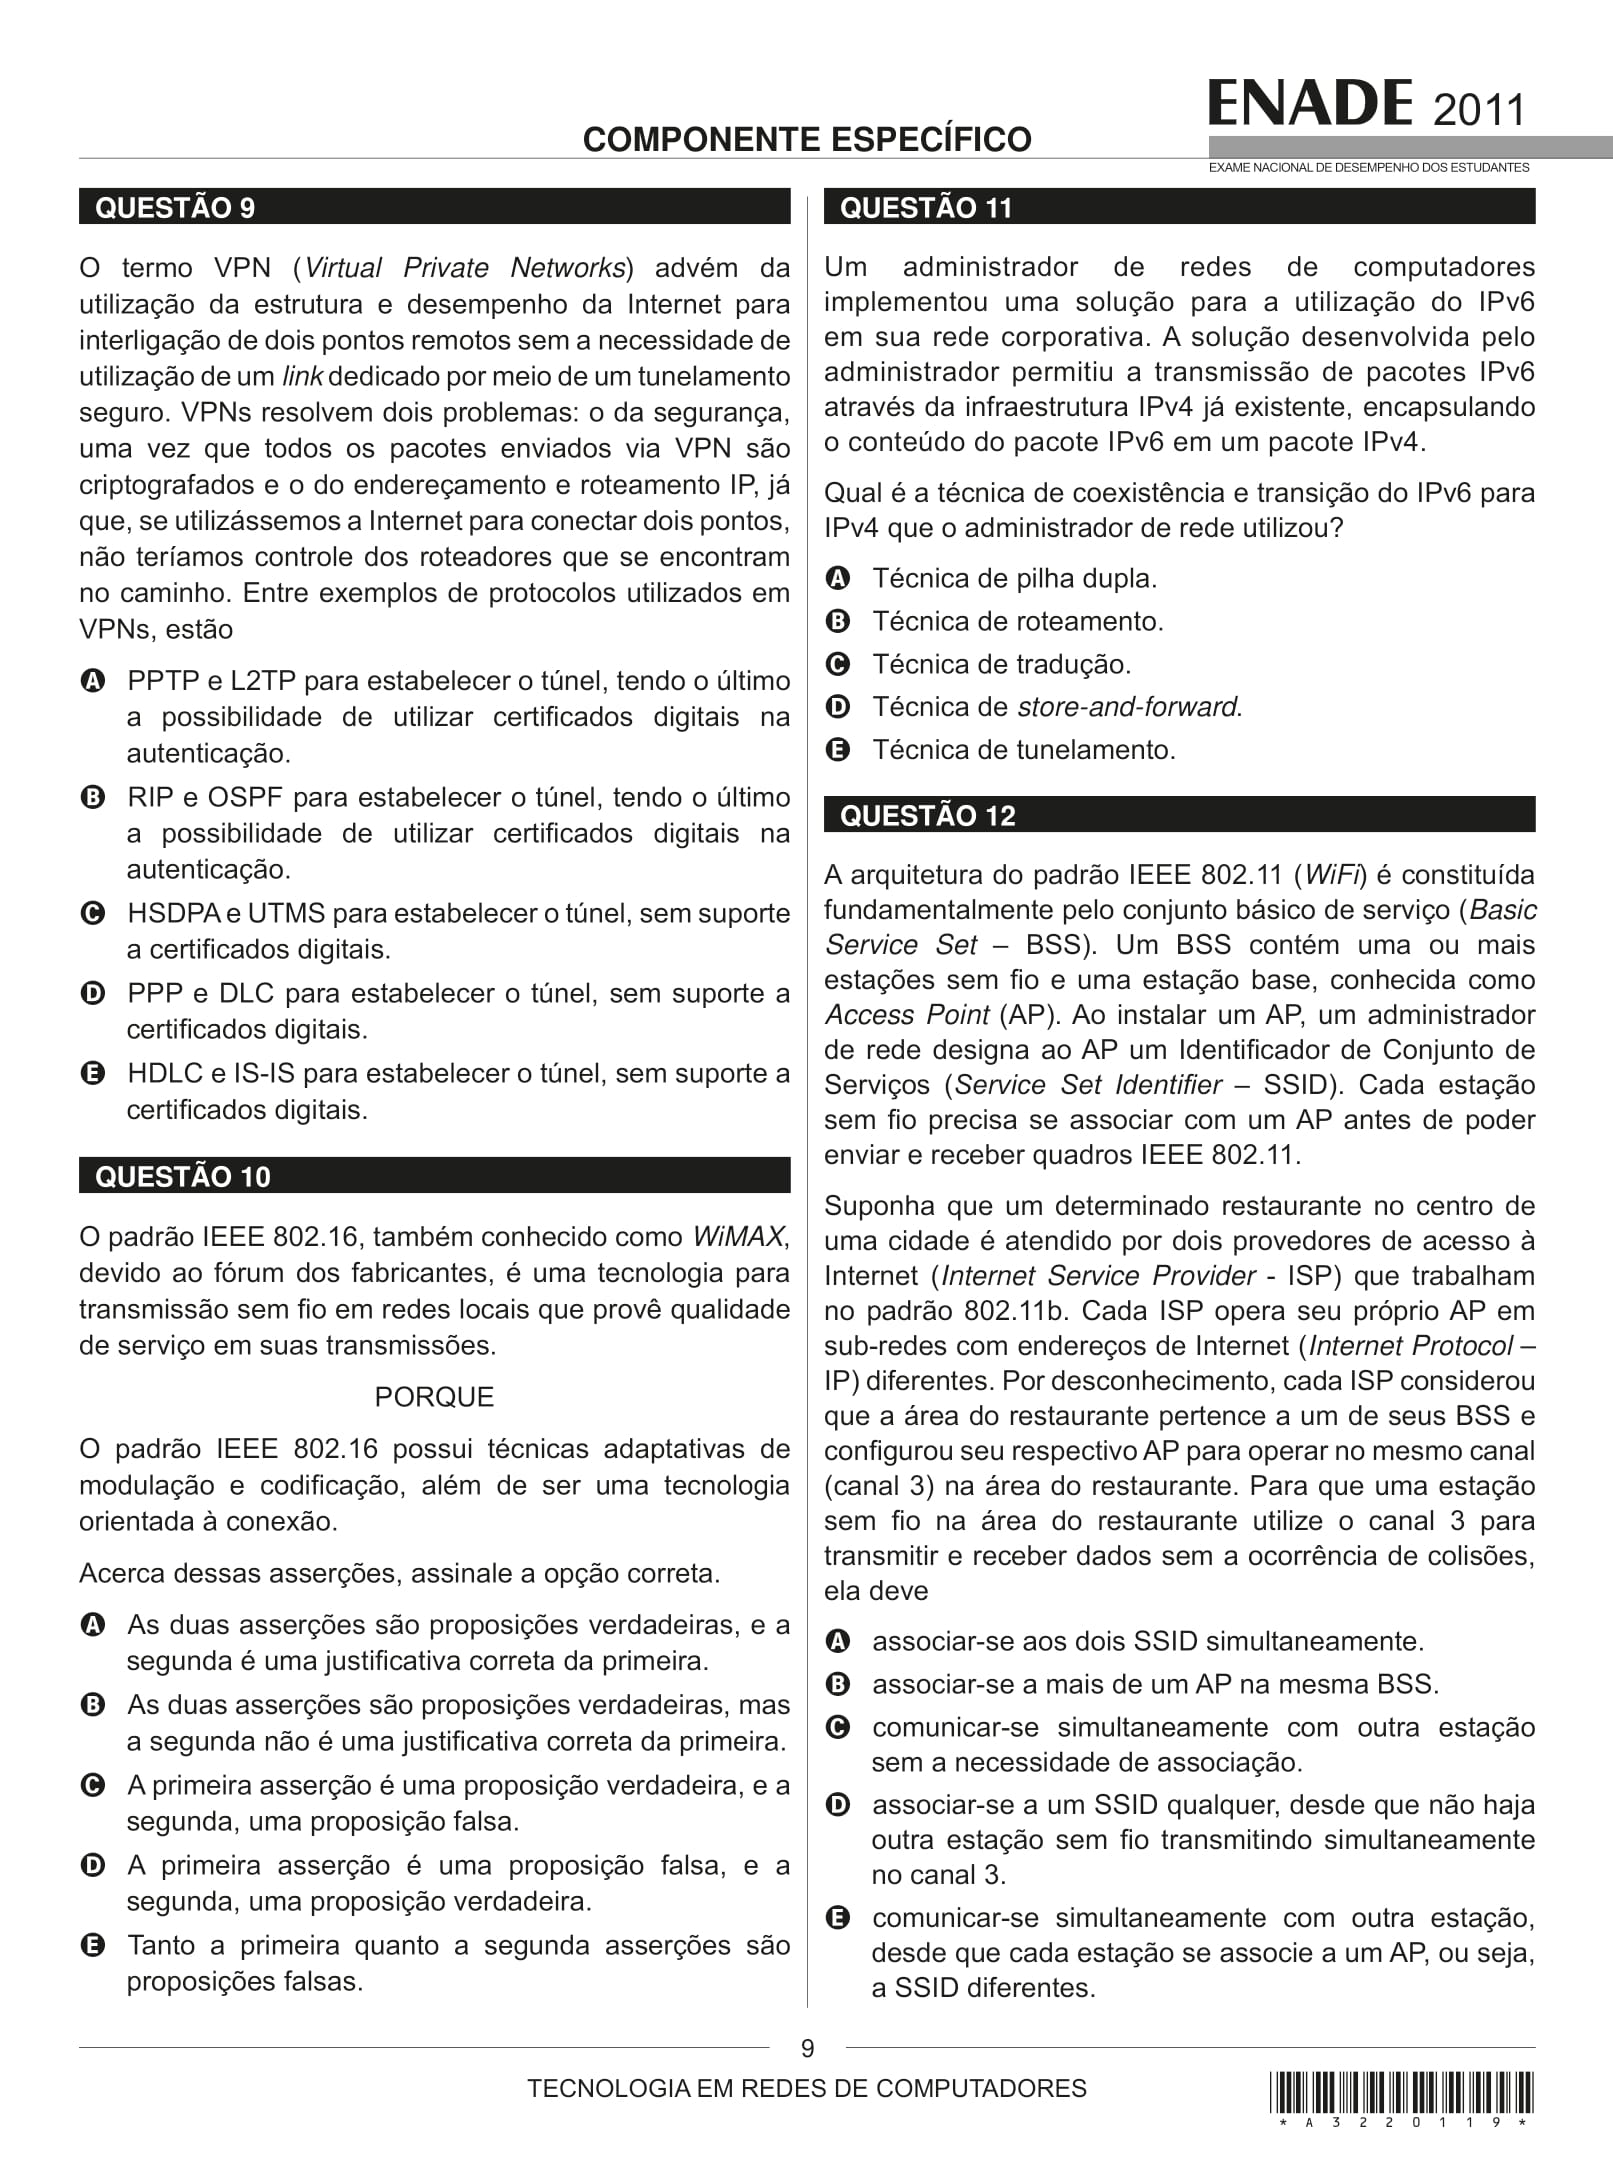 ENADE 2011
COMPONENTE ESPECÍFICO
EXAME NACIONAL DE DESEMPENHO DOS ESTUDANTES
QUESTÃO 9
O termo VPN (Virtual Private Networks) advém da
utilização da estrutura e desempenho da Internet para
interligação de dois pontos remotos sem a necessidade de
utilização de um link dedicado por meio de um tunelamento
seguro. VPNs resolvem dois problemas: o da segurança,
uma vez que todos os pacotes enviados via VPN são
criptografados e o do endereçamento e roteamento IP, já
que, se utilizássemos a Internet para conectar dois pontos,
não teríamos controle dos roteadores que se encontram
no caminho. Entre exemplos de protocolos utilizados em
VPNs, estão
A PPTP e L2TP para estabelecer o túnel, tendo o último
a possibilidade de utilizar certificados digitais na
autenticação.
B RIP e OSPF para estabelecer o túnel, tendo o último
a possibilidade de utilizar certificados digitais na
autenticação.
C HSDPA e UTMS para estabelecer o túnel, sem suporte
a certificados digitais.
D PPP e DLC para estabelecer o túnel, sem suporte a
certificados digitais.
E HDLC e IS-IS para estabelecer o túnel, sem suporte a
certificados digitais.
QUESTÃO 10
O padrão IEEE 802.16, também conhecido como WiMAX,
devido ao fórum dos fabricantes, é uma tecnologia para
transmissão sem fio em redes locais que provê qualidade
de serviço em suas transmissões.
PORQUE
O padrão IEEE 802.16 possui técnicas adaptativas de
modulação e codificação, além de ser uma tecnologia
orientada à conexão.
Acerca dessas asserções, assinale a opção correta.
A As duas asserções são proposições verdadeiras, e a
segunda é uma justificativa correta da primeira.
B As duas asserções são proposições verdadeiras, mas
a segunda não é uma justificativa correta da primeira.
C A primeira asserção é uma proposição verdadeira, e a
segunda, uma proposição falsa.
D A primeira asserção é uma proposição falsa, e a
segunda, uma proposição verdadeira.
E Tanto a primeira quanto a segunda asserções são
proposições falsas.
QUESTÃO 11
Um administrador de redes de computadores
implementou uma solução para a utilização do IPv6
em sua rede corporativa. A solução desenvolvida pelo
administrador permitiu a transmissão de pacotes IPv6
através da infraestrutura IPv4 já existente, encapsulando
o conteúdo do pacote IPv6 em um pacote IPv4.
Qual é a técnica de coexistência e transição do IPv6 para
IPv4 que o administrador de rede utilizou?
A Técnica de pilha dupla.
B Técnica de roteamento.
C Técnica de tradução.
D Técnica de store-and-forward.
E Técnica de tunelamento.
QUESTÃO 12
A arquitetura do padrão IEEE 802.11 (WiFi) é constituída
fundamentalmente pelo conjunto básico de serviço (Basic
Service Set – BSS). Um BSS contém uma ou mais
estações sem fio e uma estação base, conhecida como
Access Point (AP). Ao instalar um AP, um administrador
de rede designa ao AP um Identificador de Conjunto de
Serviços (Service Set Identifier – SSID). Cada estação
sem fio precisa se associar com um AP antes de poder
enviar e receber quadros IEEE 802.11.
Suponha que um determinado restaurante no centro de
uma cidade é atendido por dois provedores de acesso à
Internet (Internet Service Provider - ISP) que trabalham
no padrão 802.11b. Cada ISP opera seu próprio AP em
sub-redes com endereços de Internet (Internet Protocol –
IP) diferentes. Por desconhecimento, cada ISP considerou
que a área do restaurante pertence a um de seus BSS e
configurou seu respectivo AP para operar no mesmo canal
(canal 3) na área do restaurante. Para que uma estação
sem fio na área do restaurante utilize o canal 3 para
transmitir e receber dados sem a ocorrência de colisões,
ela deve
A associar-se aos dois SSID simultaneamente.
B associar-se a mais de um AP na mesma BSS.
C comunicar-se simultaneamente com outra estação
sem a necessidade de associação.
D associar-se a um SSID qualquer, desde que não haja
outra estação sem fio transmitindo simultaneamente
no canal 3.
E comunicar-se simultaneamente com outra estação,
desde que cada estação se associe a um AP, ou seja,
a SSID diferentes.
9
TECNOLOGIA EM REDES DE COMPUTADORES
* A 3 2 2 0 1 1 9 *